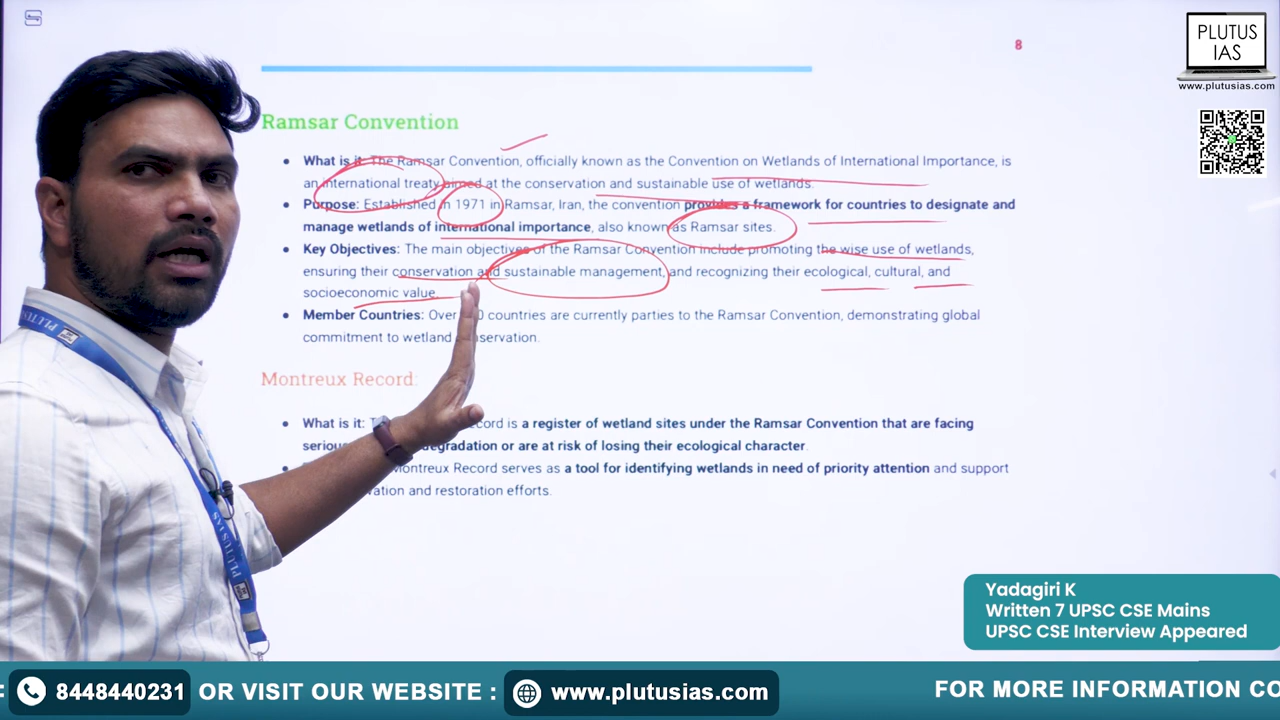 8
PLUTUS
IAS
www.plutusias.com
Ramsar Convention
What is it: The Ramsar Convention, officially known as the Convention on Wetlands of International Importance, is
an international treaty aimed at the conservation and sustainable use of wetlands.
Purpose: Established in 1971 in Ramsar, Iran, the convention provides a framework for countries to designate and
manage wetlands of international importance, also known as Ramsar sites.
Key Objectives: The main objectives of the Ramsar Convention include promoting the wise use of wetlands,
ensuring their conservation and sustainable management, and recognizing their ecological, cultural, and
socioeconomic value.
Member Countries: Over countries are currently parties to the Ramsar Convention, demonstrating global
commitment to wetland
Montreux Record:
What is it: is a register of wetland sites under the Ramsar Convention that are facing
degradation or are at risk of losing their ecological character.
Montreux Record serves as a tool for identifying wetlands in need of priority attention and support
and restoration efforts.
PLUTUS
PLUTUS IAS
Yadagiri K
Written 7 UPSC CSE Mains
UPSC CSE Interview Appeared
: 8448440231 OR VISIT OUR WEBSITE : www.plutusias.com FOR MORE INFORMATION CO